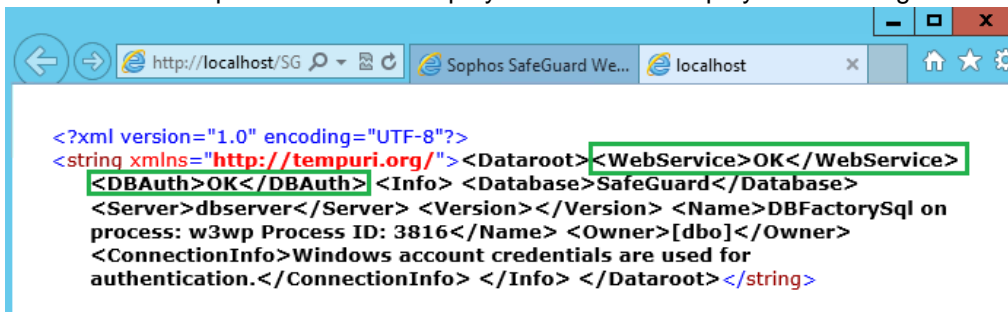 http://localhost/SG
Sophos SafeGuard We...
localhost
<?xml version="1.0" encoding="UTF-8"?>
<string xmlns="http://tempuri.org/"><Dataroot><WebService>OK</WebService>
<DBAuth>OK</DBAuth> <Info> <Database>SafeGuard</Database>
<Server>dbserver</Server> <Version></Version> <Name>DBFactorySql on
process: w3wp Process ID: 3816</Name> <Owner>[dbo]</Owner>
<ConnectionInfo>Windows account credentials are used for
authentication.</ConnectionInfo> </Info> </Dataroot></string>